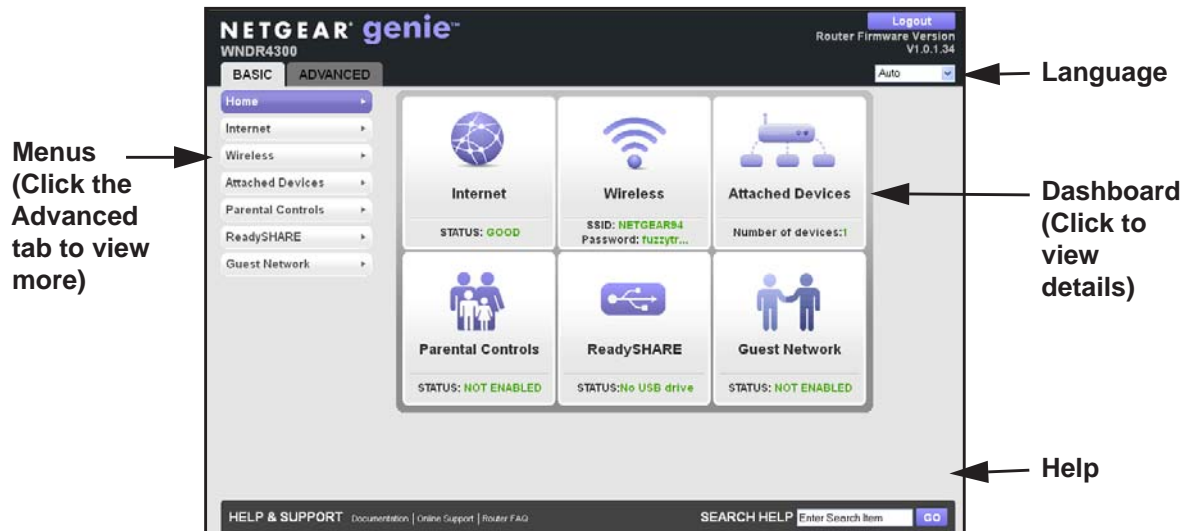 NETGEAR® genie™
WNDR4300
Logout
Router Firmware Version
V1.0.1.34
BASIC
ADVANCED
Auto
Language
Home
Internet
Wireless
Attached Devices
Parental Controls
ReadySHARE
Guest Network
Menus
(Click the
Advanced
tab to view
more)
Internet
STATUS: GOOD
Wireless
SSID: NETGEAR94
Password: fuzzytr...
Attached Devices
Number of devices:1
Dashboard
(Click to
view
details)
Parental Controls
STATUS: NOT ENABLED
ReadySHARE
STATUS:No USB drive
Guest Network
STATUS: NOT ENABLED
Help
HELP & SUPPORT Documentation | Online Support | Router FAQ
SEARCH HELP Enter Search Item GO